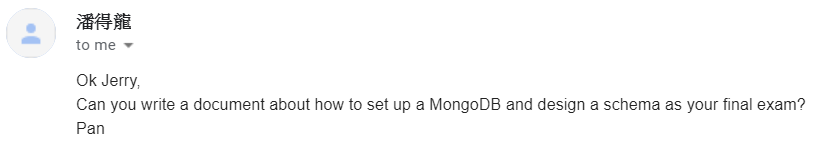 潘得龍
to me
Ok Jerry,
Can you write a document about how to set up a MongoDB and design a schema as your final exam?
Pan